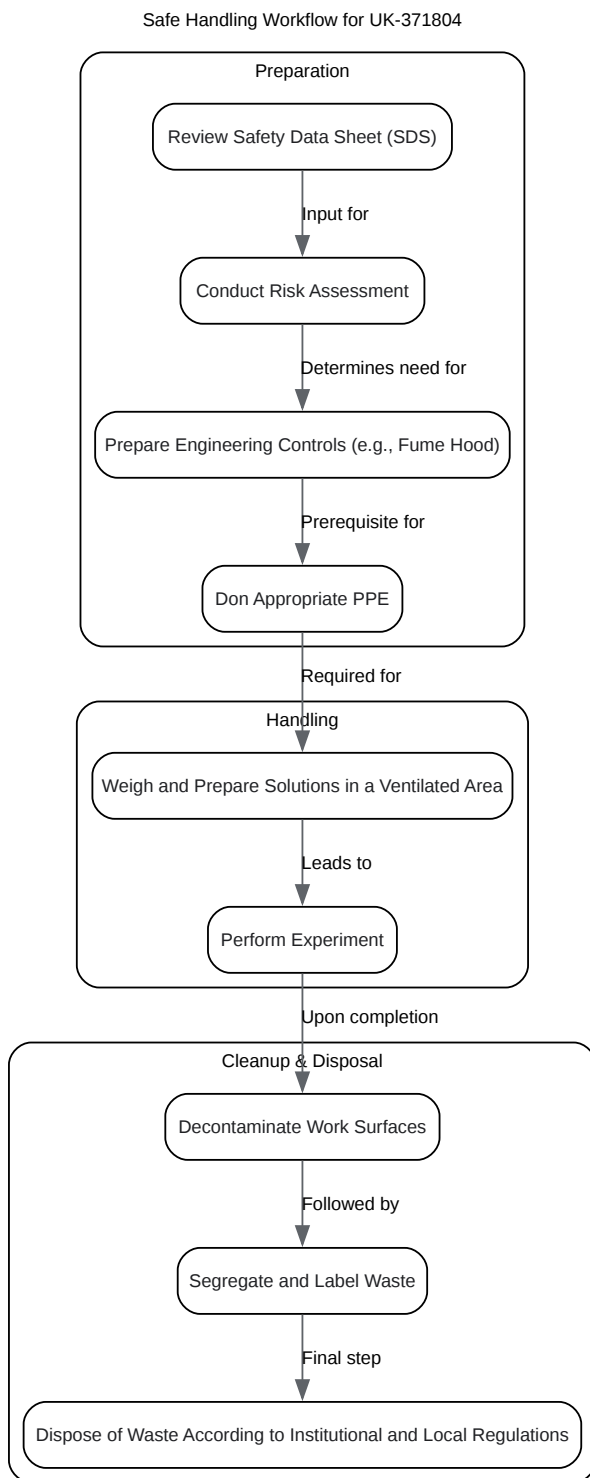 Safe Handling Workflow for UK-371804
Preparation
Review Safety Data Sheet (SDS)
Input for
Conduct Risk Assessment
Determines need for
Prepare Engineering Controls (e.g., Fume Hood)
Prerequisite for
Don Appropriate PPE
Required for
Handling
Weigh and Prepare Solutions in a Ventilated Area
Leads to
Perform Experiment
Upon completion
Cleanup & Disposal
Decontaminate Work Surfaces
Followed by
Segregate and Label Waste
Final step
Dispose of Waste According to Institutional and Local Regulations